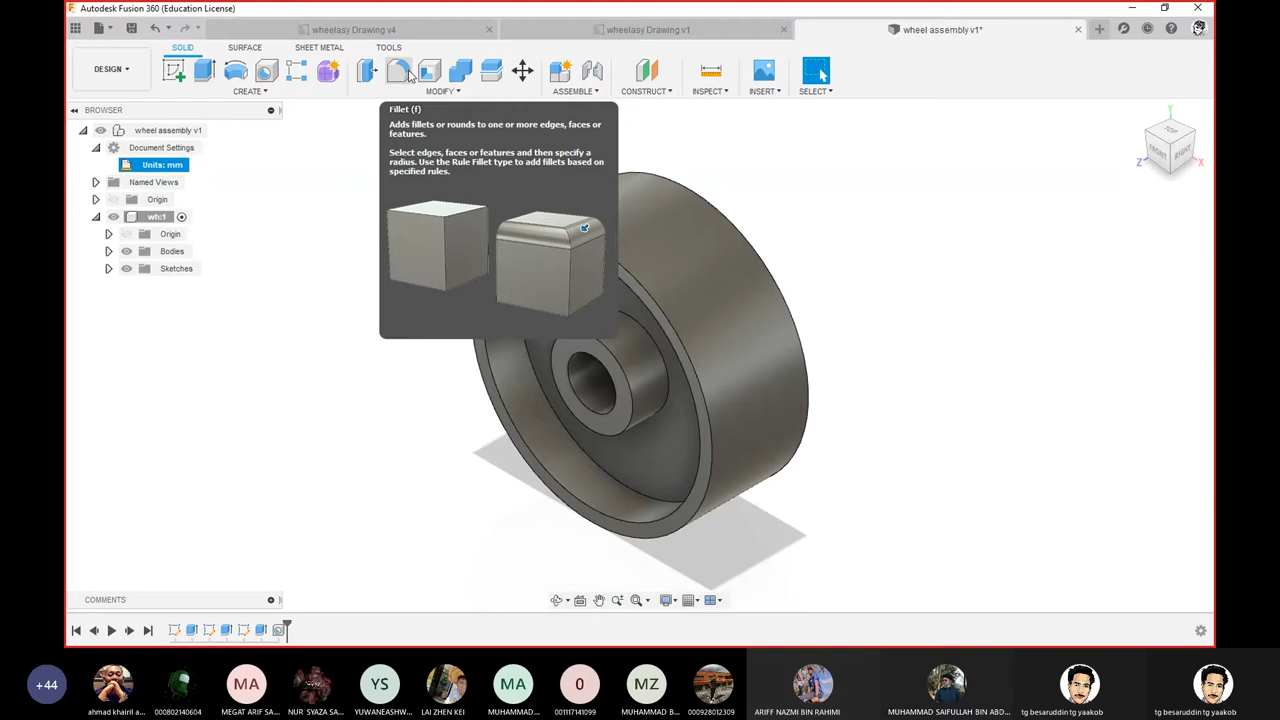 Autodesk Fusion 360 (Education License)
wheelasy Drawing v4
wheelasy Drawing v1
wheel assembly v1*
SOLID
SURFACE
SHEET METAL
TOOLS
DESIGN
CREATE
MODIFY
ASSEMBLE
CONSTRUCT
INSPECT
INSERT
SELECT
BROWSER
Fillet (f)
Adds fillets or rounds to one or more edges, faces or
features.
Select edges, faces or features and then specify a
radius. Use the Rule Fillet type to add fillets based on
specified rules.
wheel assembly v1
Document Settings
Units: mm
Named Views
Origin
wh:1
Origin
Bodies
Sketches
Y
TOP
FRONT
RIGHT
Z
X
COMMENTS
+44
MA
YS
MA
0
MZ
ahmad khairil a...
000802140604
MEGAT ARIF SA...
NUR SYAZA SA...
YUWANEASHW...
LAI ZHEN KEI
MUHAMMAD...
001117141099
MUHAMMAD B...
000928012309
ARIFF NAZMI BIN RAHIMI
MUHAMMAD SAIFULLAH BIN ABD...
tg besaruddin tg yaakob
tg besaruddin tg yaakob